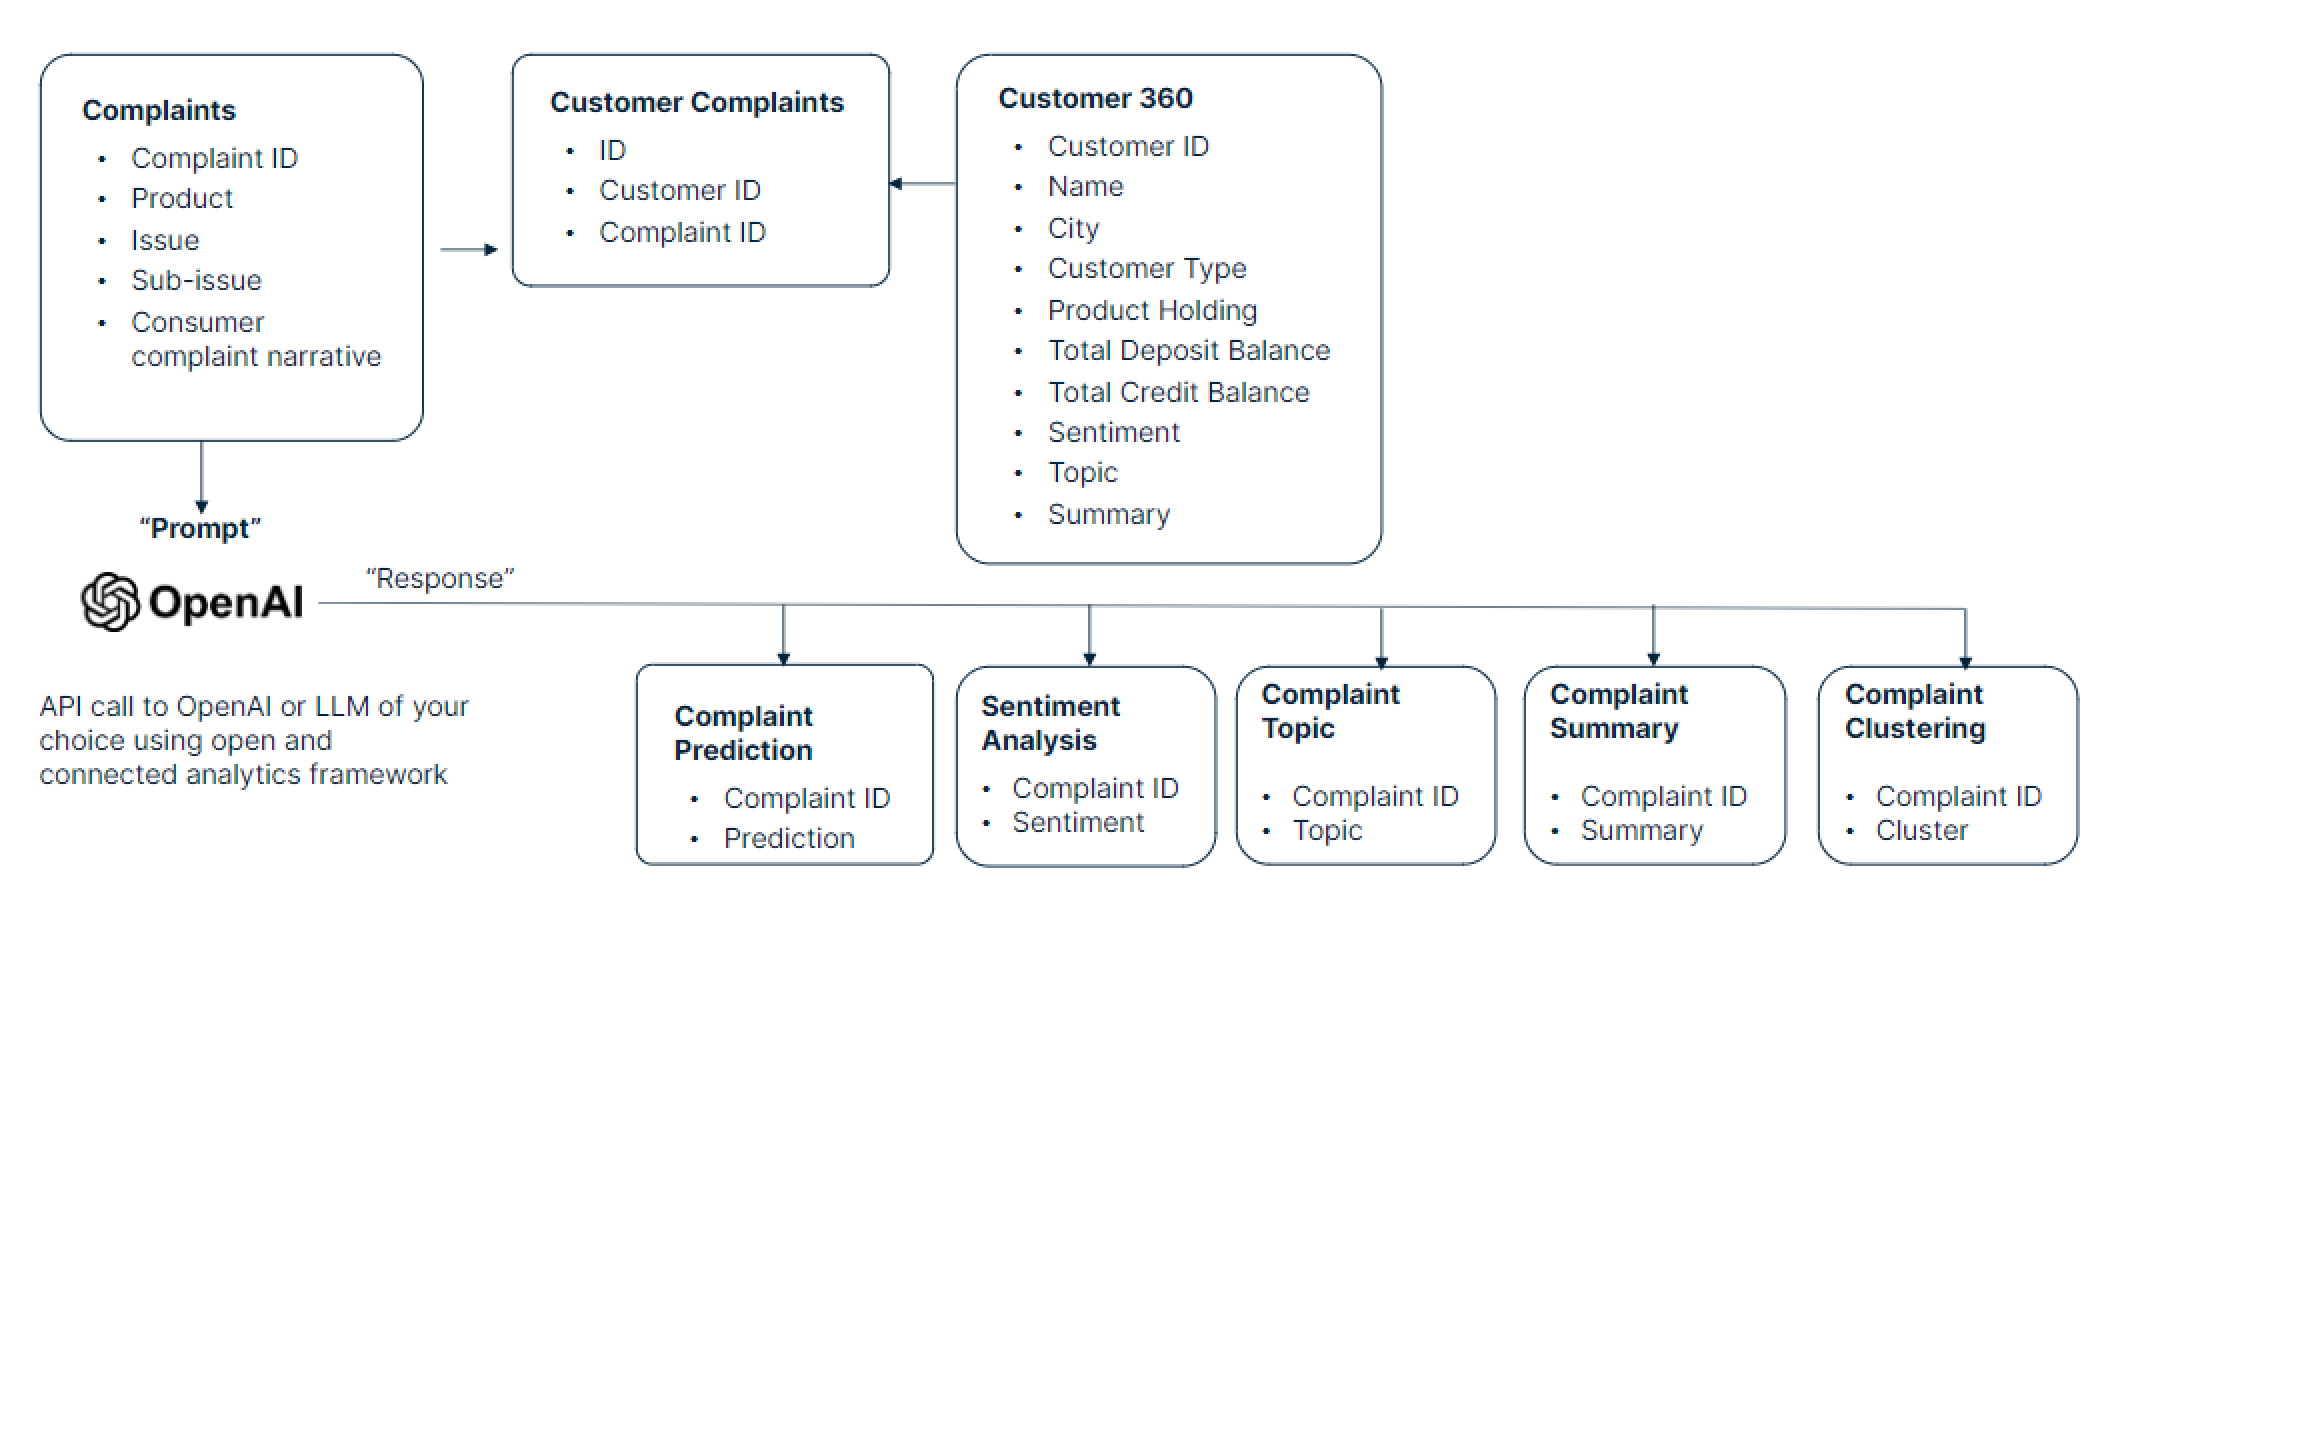 Complaints
• Complaint ID
• Product
• Issue
• Sub-issue
• Consumer
complaint narrative
Customer Complaints
• ID
• Customer ID
• Complaint ID
Customer 360
• Customer ID
• Name
• City
• Customer Type
• Product Holding
• Total Deposit Balance
• Total Credit Balance
• Sentiment
• Topic
• Summary
“Prompt”
OpenAI
“Response”
API call to OpenAI or LLM of your
choice using open and
connected analytics framework
Complaint
Prediction
• Complaint ID
• Prediction
Sentiment
Analysis
• Complaint ID
• Sentiment
Complaint
Topic
• Complaint ID
• Topic
Complaint
Summary
• Complaint ID
• Summary
Complaint
Clustering
• Complaint ID
• Cluster